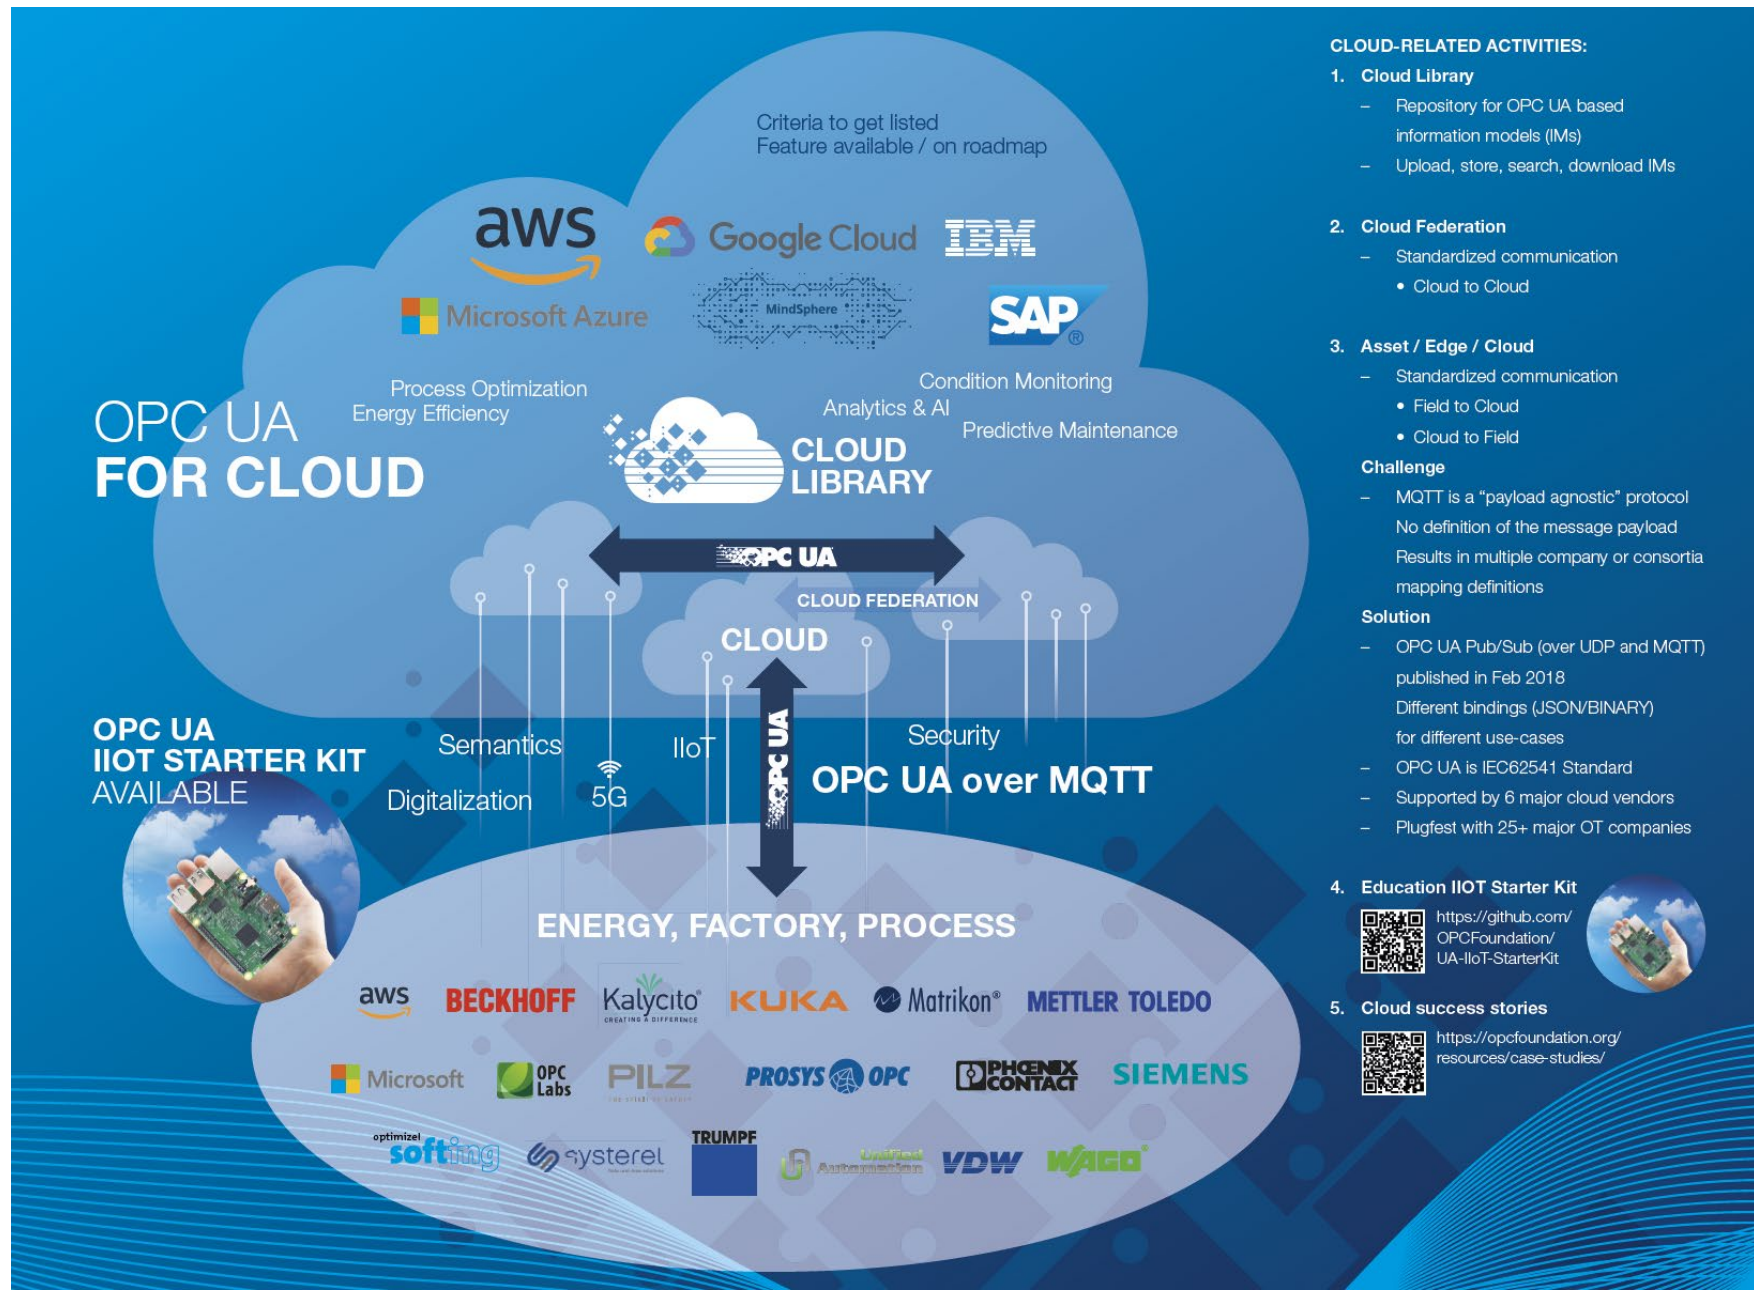 Criteria to get listed
Feature available / on roadmap
aws
Google Cloud
IBM
Microsoft Azure
MindSphere
SAP®
Process Optimization
Energy Efficiency
Condition Monitoring
Analytics & AI
Predictive Maintenance
OPC UA
FOR CLOUD
CLOUD
LIBRARY
OPC UA
CLOUD FEDERATION
CLOUD
OPC UA
OPC UA
IIOT STARTER KIT
AVAILABLE
Semantics
IIoT
Security
Digitalization
5G
OPC UA over MQTT
ENERGY, FACTORY, PROCESS
aws
BECKHOFF
Kalycito®
CREATING A DIFFERENCE
KUKA
Matrikon®
METTLER TOLEDO
Microsoft
OPC
Labs
PILZ
PROSYS OPC
PHŒNIX
CONTACT
SIEMENS
optimize!
softing
systerel
TRUMPF
Unified
Automation
VDW
WAGO®
CLOUD-RELATED ACTIVITIES:
1. Cloud Library
– Repository for OPC UA based
information models (IMs)
– Upload, store, search, download IMs
2. Cloud Federation
– Standardized communication
• Cloud to Cloud
3. Asset / Edge / Cloud
– Standardized communication
• Field to Cloud
• Cloud to Field
Challenge
– MQTT is a “payload agnostic” protocol
No definition of the message payload
Results in multiple company or consortia
mapping definitions
Solution
– OPC UA Pub/Sub (over UDP and MQTT)
published in Feb 2018
Different bindings (JSON/BINARY)
for different use-cases
– OPC UA is IEC62541 Standard
– Supported by 6 major cloud vendors
– Plugfest with 25+ major OT companies
4. Education IIOT Starter Kit
https://github.com/
OPCFoundation/
UA-IIoT-StarterKit
5. Cloud success stories
https://opcfoundation.org/
resources/case-studies/